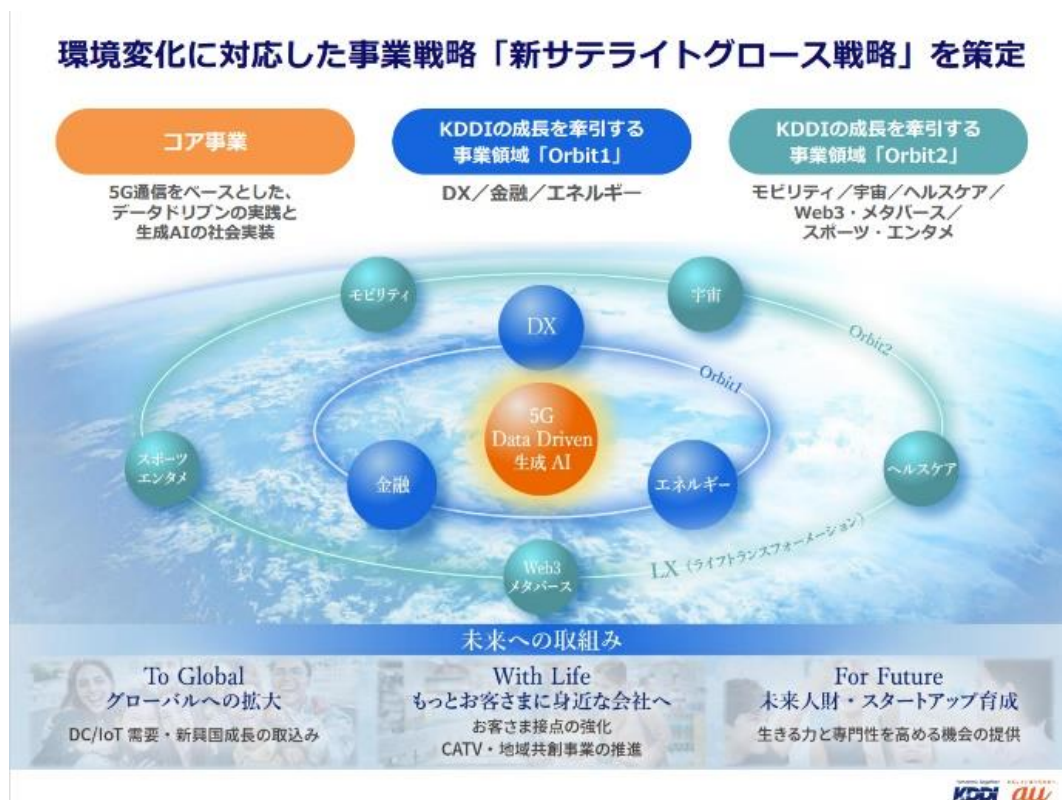 環境変化に対応した事業戦略「新サテライトグロース戦略」を策定
コア事業
5G通信をベースとした、
データドリブンの実践と
生成AIの社会実装
KDDIの成長を牽引する
事業領域「Orbit1」
DX/金融/エネルギー
KDDIの成長を牽引する
事業領域「Orbit2」
モビリティ/宇宙/ヘルスケア/
Web3・メタバース/
スポーツ・エンタメ
モビリティ
宇宙
DX
Orbit2
Orbit1
5G
Data Driven
生成 AI
スポーツ
エンタメ
金融
エネルギー
ヘルスケア
LX (ライフトランスフォーメーション)
Web3
メタバース
未来への取組み
To Global
グローバルへの拡大
DC/IoT 需要・新興国成長の取込み
With Life
もっとお客さまに身近な会社へ
お客さま接点の強化
CATV・地域共創事業の推進
For Future
未来人財・スタートアップ育成
生きる力と専門性を高める機会の提供
KDDI au